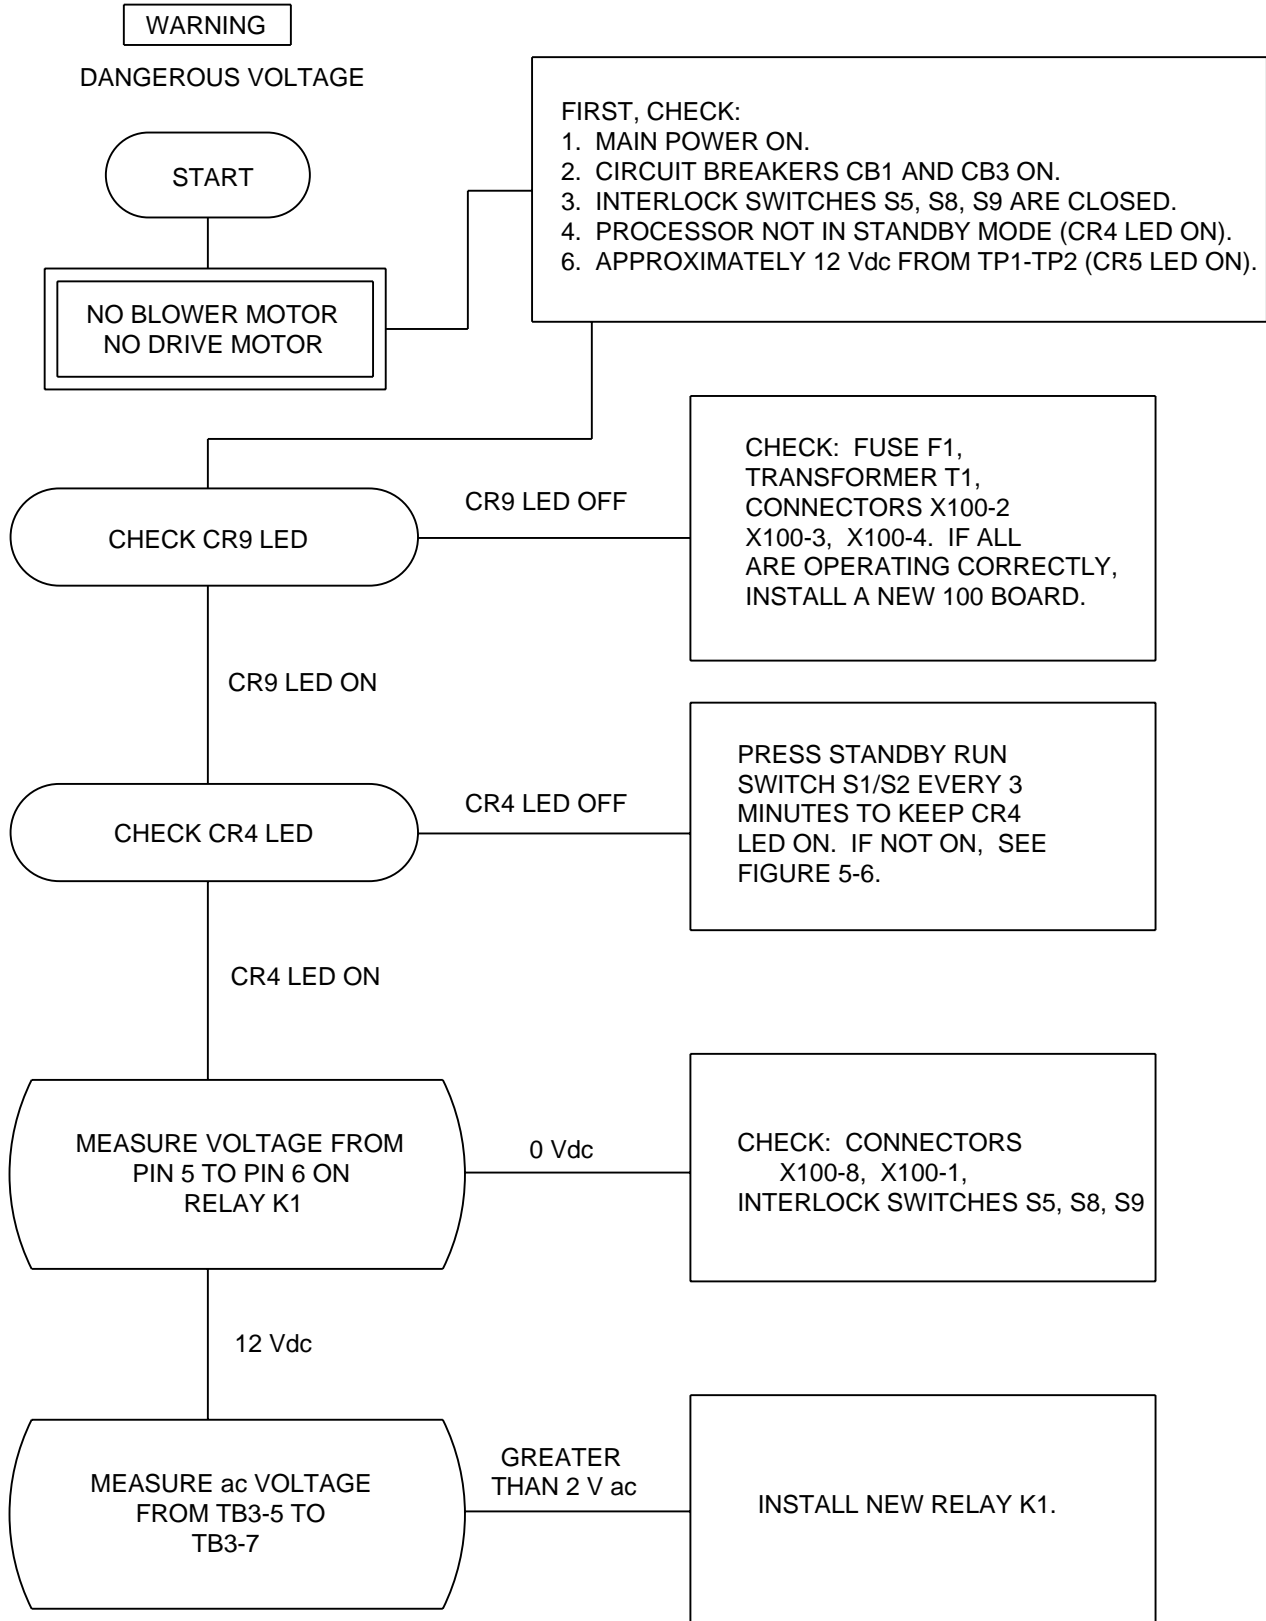 WARNING
DANGEROUS VOLTAGE
START
NO BLOWER MOTOR
NO DRIVE MOTOR
FIRST, CHECK:
1. MAIN POWER ON.
2. CIRCUIT BREAKERS CB1 AND CB3 ON.
3. INTERLOCK SWITCHES S5, S8, S9 ARE CLOSED.
4. PROCESSOR NOT IN STANDBY MODE (CR4 LED ON).
6. APPROXIMATELY 12 Vdc FROM TP1-TP2 (CR5 LED ON).
CHECK CR9 LED
CR9 LED OFF
CHECK: FUSE F1,
TRANSFORMER T1,
CONNECTORS X100-2
X100-3, X100-4. IF ALL
ARE OPERATING CORRECTLY,
INSTALL A NEW 100 BOARD.
CR9 LED ON
CHECK CR4 LED
CR4 LED OFF
PRESS STANDBY RUN
SWITCH S1/S2 EVERY 3
MINUTES TO KEEP CR4
LED ON. IF NOT ON, SEE
FIGURE 5-6.
CR4 LED ON
MEASURE VOLTAGE FROM
PIN 5 TO PIN 6 ON
RELAY K1
0 Vdc
CHECK: CONNECTORS
X100-8, X100-1,
INTERLOCK SWITCHES S5, S8, S9
12 Vdc
MEASURE ac VOLTAGE
FROM TB3-5 TO
TB3-7
GREATER
THAN 2 V ac
INSTALL NEW RELAY K1.